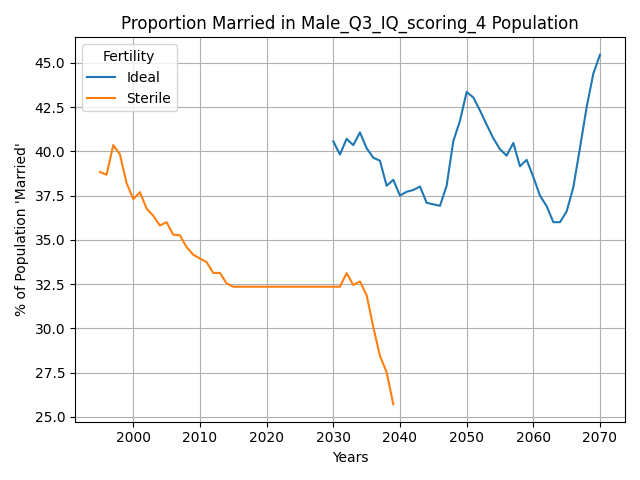 Proportion Married in Male_Q3_IQ_scoring_4 Population
Fertility
Ideal
Sterile
% of Population 'Married'
45.0
42.5
40.0
37.5
35.0
32.5
30.0
27.5
25.0
2000 2010 2020 2030 2040 2050 2060 2070
Years